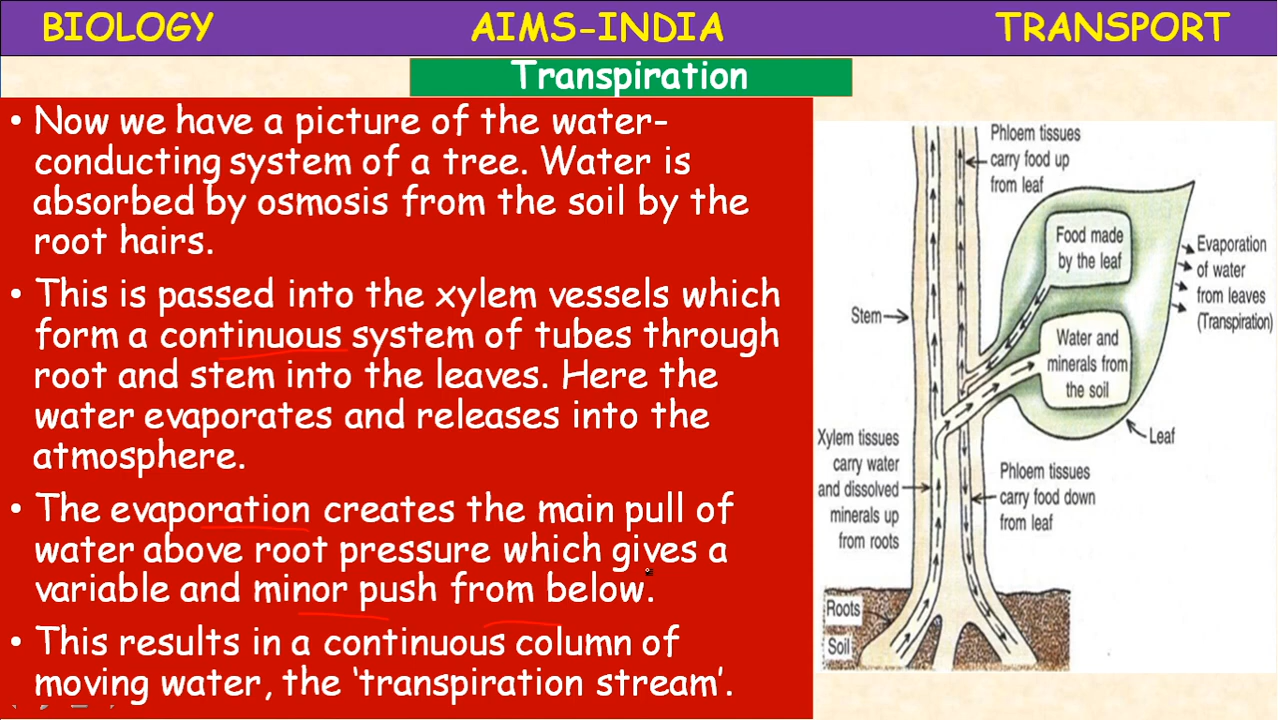 BIOLOGY AIMS-INDIA TRANSPORT
Transpiration
• Now we have a picture of the water-
conducting system of a tree. Water is
absorbed by osmosis from the soil by the
root hairs.
• This is passed into the xylem vessels which
form a continuous system of tubes through
root and stem into the leaves. Here the
water evaporates and releases into the
atmosphere.
• The evaporation creates the main pull of
water above root pressure which gives a
variable and minor push from below.
• This results in a continuous column of
moving water, the ‘transpiration stream’.
Phloem tissues
carry food up
from leaf
Food made
by the leaf
Evaporation
of water
from leaves
(Transpiration)
Stem
Water and
minerals from
the soil
Leaf
Xylem tissues
carry water
and dissolved
minerals up
from roots
Phloem tissues
carry food down
from leaf
Roots
Soil